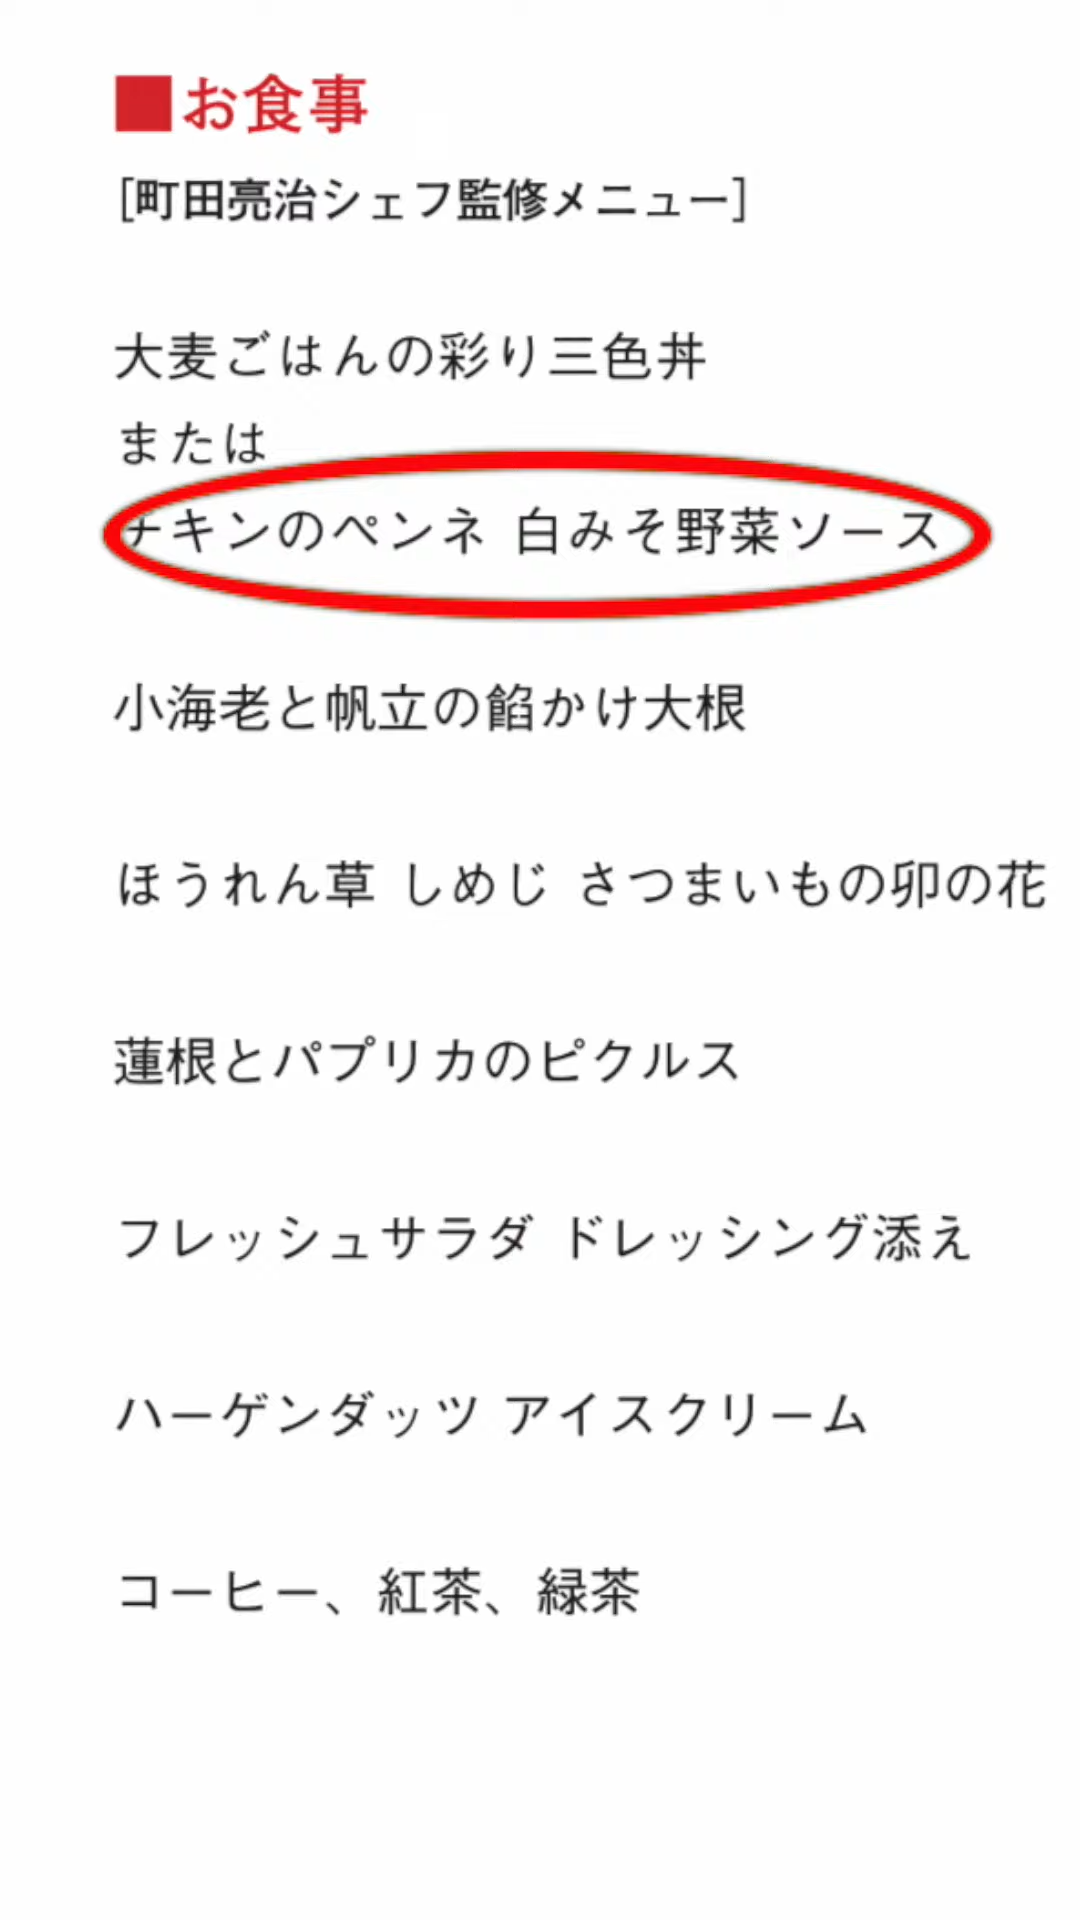 ■お食事
[町田亮治シェフ監修メニュー]
大麦ごはんの彩り三色丼
または
チキンのペンネ 白みそ野菜ソース
小海老と帆立の餡かけ大根
ほうれん草 しめじ さつまいもの卯の花
蓮根とパプリカのピクルス
フレッシュサラダ ドレッシング添え
ハーゲンダッツ アイスクリーム
コーヒー、紅茶、緑茶